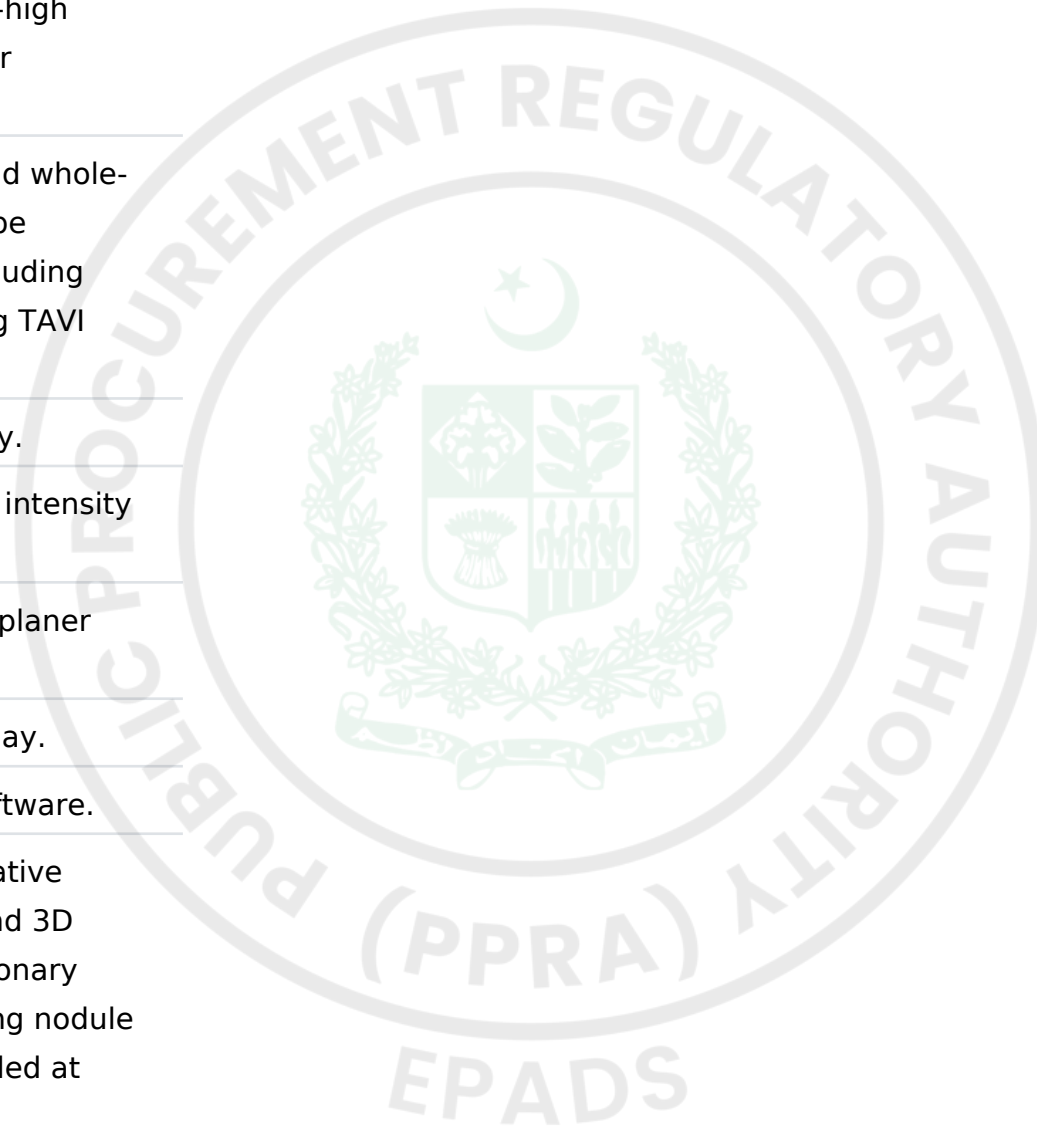 -high
r
d whole-
be
uding
g TAVI
y.
intensity
planer
ay.
ftware.
ative
nd 3D
onary
ng nodule
led at
PUBLIC PROCUREMENT REGULATORY AUTHORITY
(PPRA)
EPADS